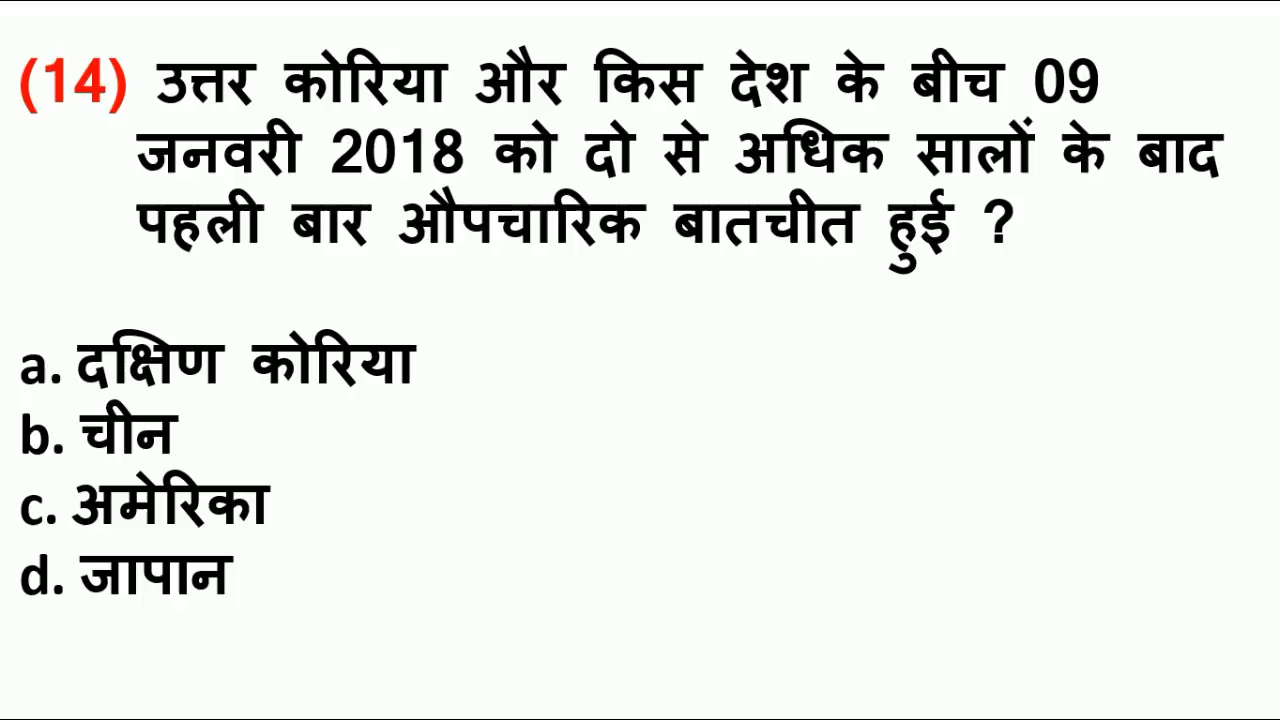 (14) उत्तर कोरिया और किस देश के बीच 09
जनवरी 2018 को दो से अधिक सालों के बाद
पहली बार औपचारिक बातचीत हुई ?
a. दक्षिण कोरिया
b. चीन
c. अमेरिका
d. जापान